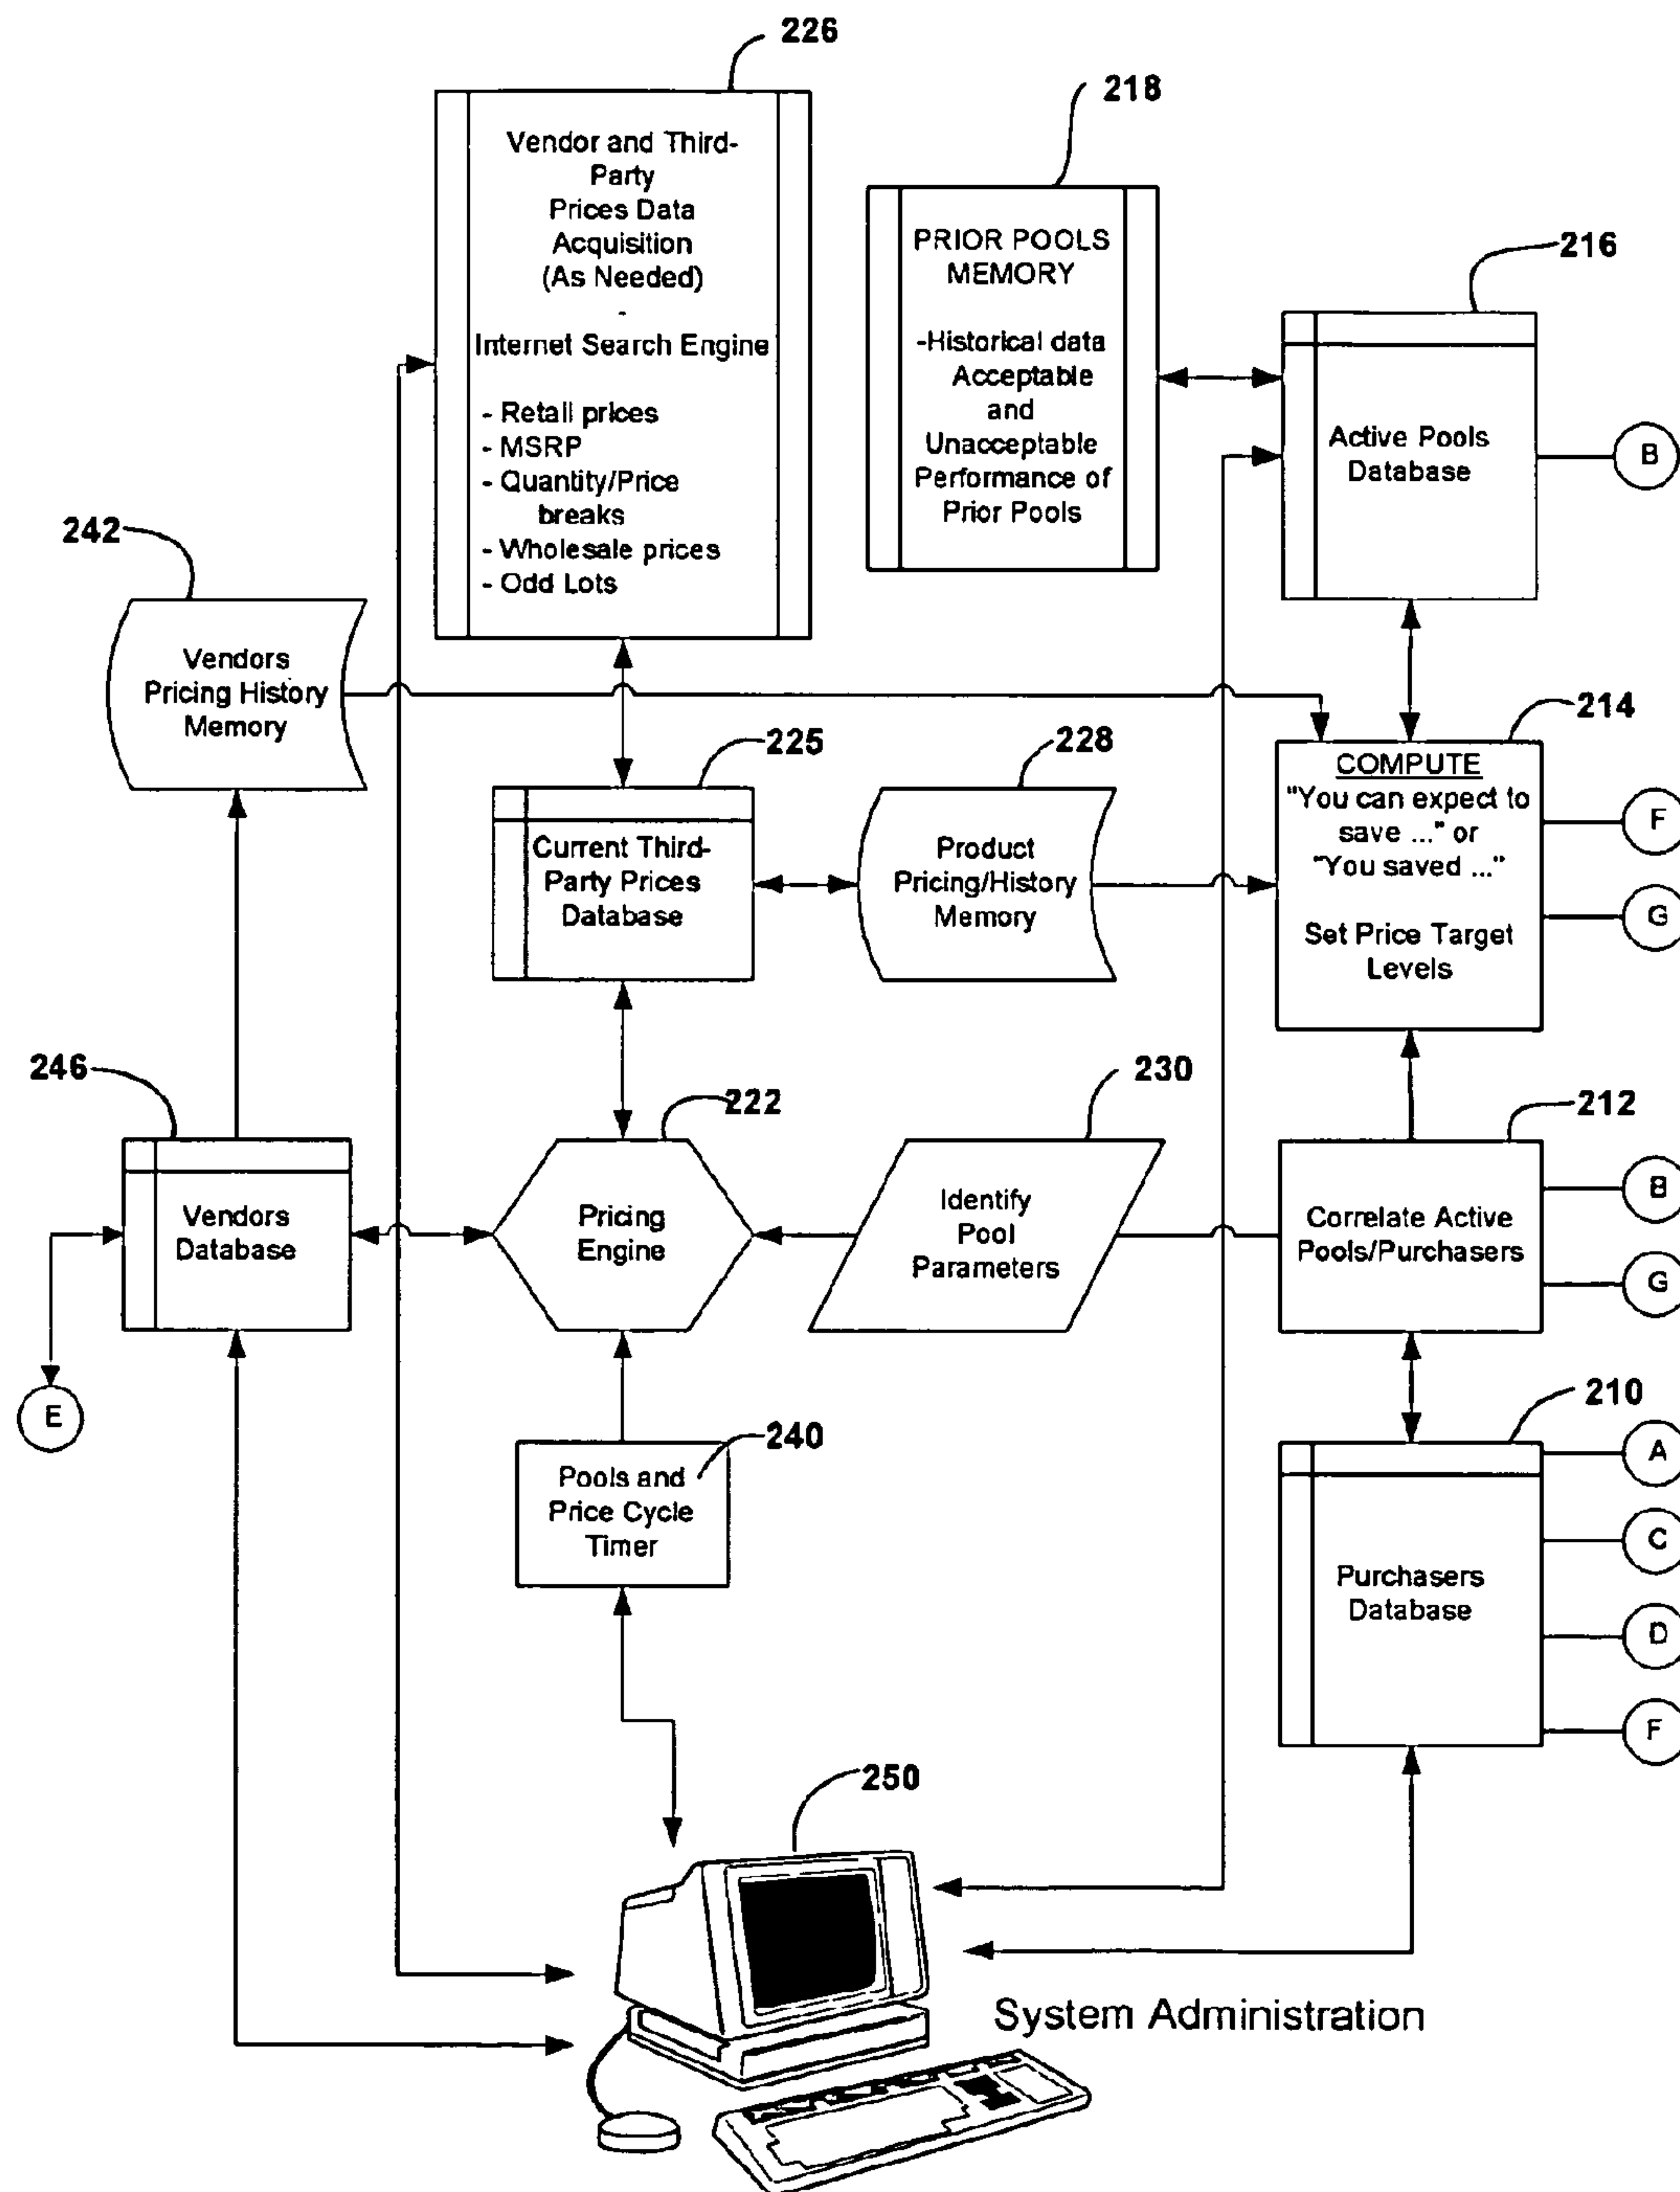 226
Vendor and Third-
Party
Prices Data
Acquisition
(As Needed)
-
Internet Search Engine
- Retail prices
- MSRP
- Quantity/Price
breaks
- Wholesale prices
- Odd Lots
218
PRIOR POOLS
MEMORY
-Historical data
Acceptable
and
Unacceptable
Performance of
Prior Pools
216
Active Pools
Database
B
242
Vendors
Pricing History
Memory
225
Current Third-
Party Prices
Database
228
Product
Pricing/History
Memory
214
COMPUTE
"You can expect to
save ..." or
"You saved ..."
Set Price Target
Levels
F
G
246
Vendors
Database
E
222
Pricing
Engine
230
Identify
Pool
Parameters
212
Correlate Active
Pools/Purchasers
B
G
240
Pools and
Price Cycle
Timer
210
Purchasers
Database
A
C
D
F
250
System Administration